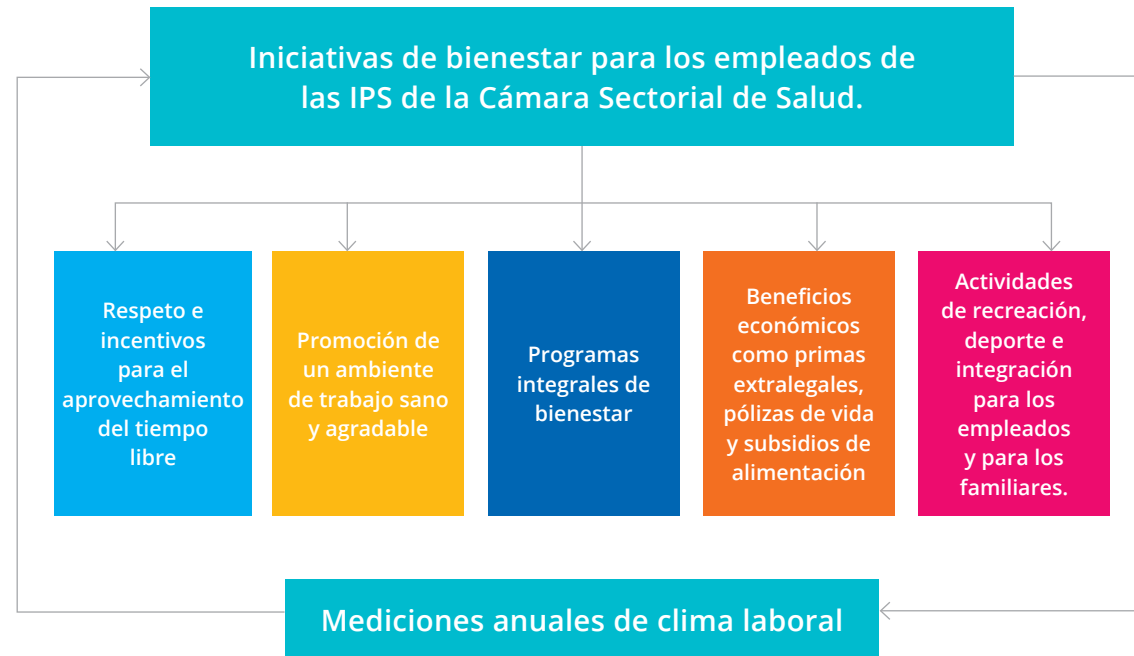 Iniciativas de bienestar para los empleados de
las IPS de la Cámara Sectorial de Salud.
Respeto e
incentivos
para el
aprovechamiento
del tiempo
libre
Promoción de
un ambiente
de trabajo sano
y agradable
Programas
integrales de
bienestar
Beneficios
económicos
como primas
extralegales,
pólizas de vida
y subsidios de
alimentación
Actividades
de recreación,
deporte e
integración
para los
empleados
y para los
familiares.
Mediciones anuales de clima laboral